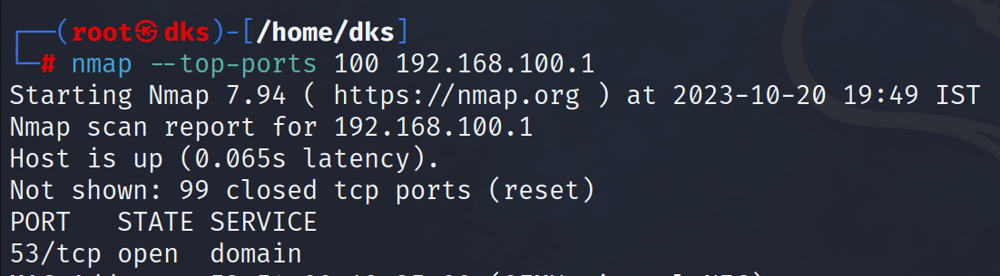 ┌──(root㉿dks)-[/home/dks]
└─# nmap --top-ports 100 192.168.100.1
Starting Nmap 7.94 ( https://nmap.org ) at 2023-10-20 19:49 IST
Nmap scan report for 192.168.100.1
Host is up (0.065s latency).
Not shown: 99 closed tcp ports (reset)
PORT   STATE SERVICE
53/tcp open  domain